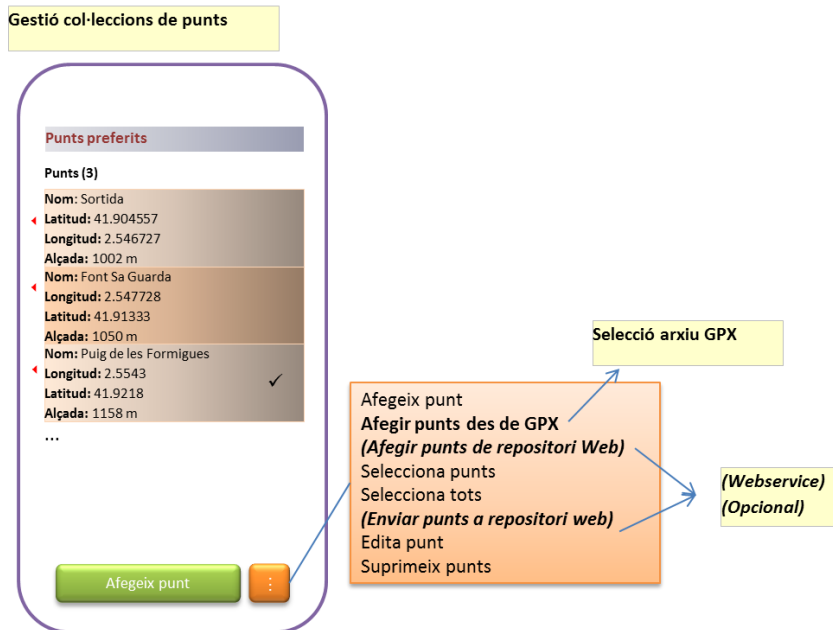 Gestió col·leccions de punts
Punts preferits
Punts (3)
Nom: Sortida
Latitud: 41.904557
Longitud: 2.546727
Alçada: 1002 m
Nom: Font Sa Guarda
Longitud: 2.547728
Latitud: 41.91333
Alçada: 1050 m
Nom: Puig de les Formigues
Longitud: 2.5543
Latitud: 41.9218
Alçada: 1158 m
...
Afegeix punt
⋮
Selecció arxiu GPX
Afegeix punt
Afegir punts des de GPX
(Afegir punts de repositori Web)
Selecciona punts
Selecciona tots
(Enviar punts a repositori web)
Edita punt
Suprimeix punts
(Webservice)
(Opcional)